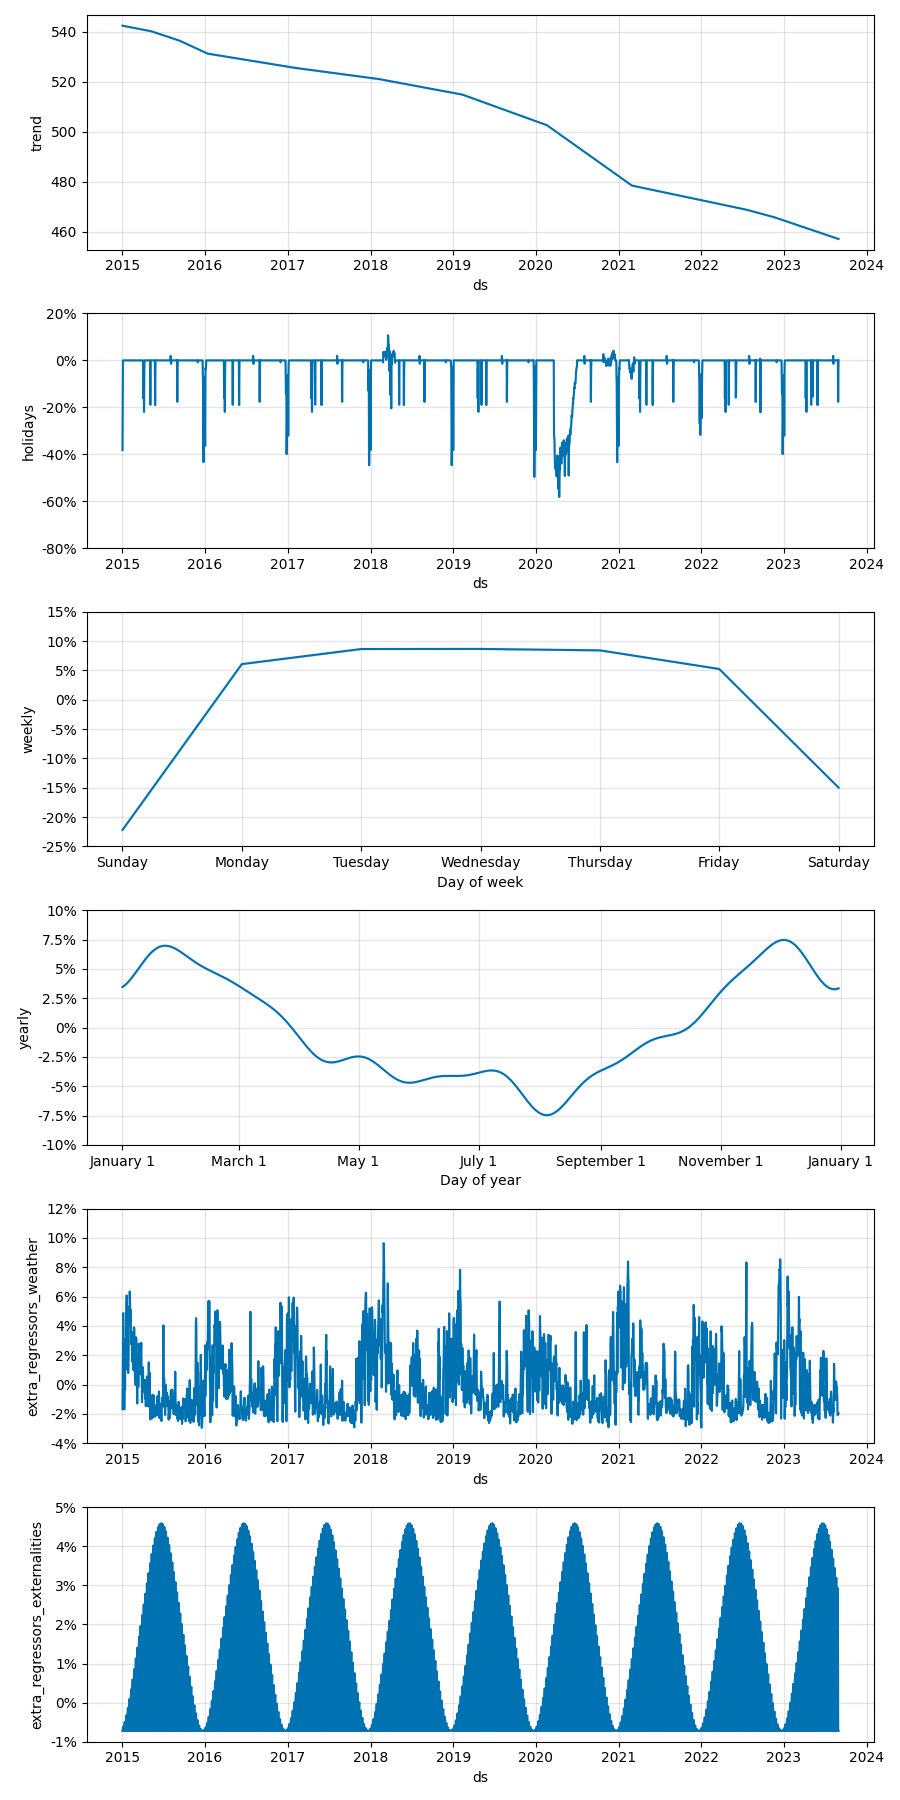 540
520
500
480
460
trend
2015 2016 2017 2018 2019 2020 2021 2022 2023 2024
ds
20%
0%
-20%
-40%
-60%
-80%
holidays
2015 2016 2017 2018 2019 2020 2021 2022 2023 2024
ds
15%
10%
5%
0%
-5%
-10%
-15%
-20%
-25%
weekly
Sunday Monday Tuesday Wednesday Thursday Friday Saturday
Day of week
10%
7.5%
5%
2.5%
0%
-2.5%
-5%
-7.5%
-10%
yearly
January 1 March 1 May 1 July 1 September 1 November 1 January 1
Day of year
12%
10%
8%
6%
4%
2%
0%
-2%
-4%
extra_regressors_weather
2015 2016 2017 2018 2019 2020 2021 2022 2023 2024
ds
5%
4%
3%
2%
1%
0%
-1%
extra_regressors_externalities
2015 2016 2017 2018 2019 2020 2021 2022 2023 2024
ds